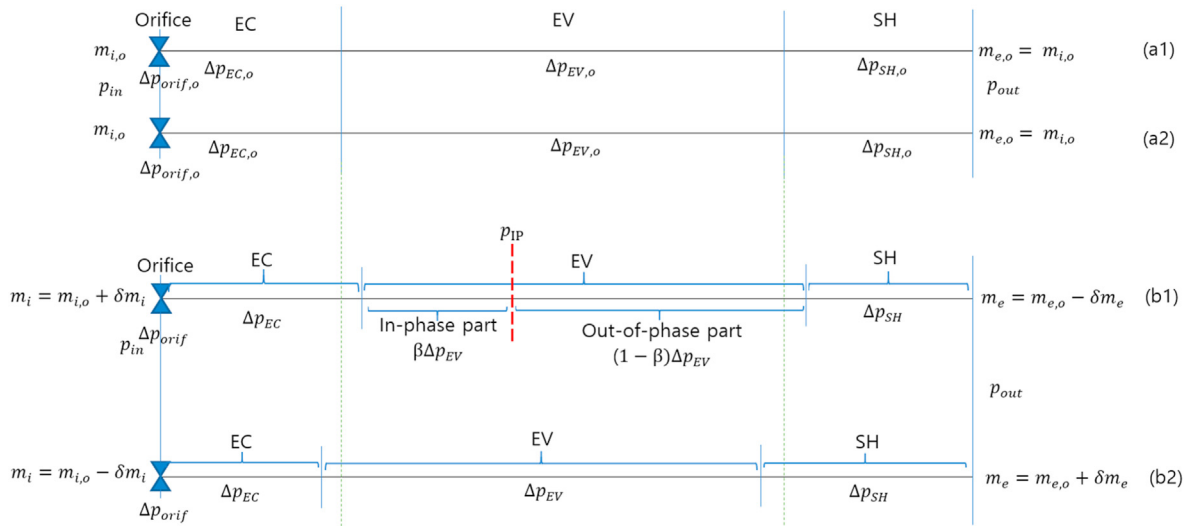 Orifice EC EV SH
m_{i,o} m_{e,o} = m_{i,o} (a1)
Δp_{orif,o} Δp_{EC,o} Δp_{EV,o} Δp_{SH,o}
p_{in} p_{out}
m_{i,o} m_{e,o} = m_{i,o} (a2)
Δp_{orif,o} Δp_{EC,o} Δp_{EV,o} Δp_{SH,o}
p_{IP}
Orifice EC EV SH
m_i = m_{i,o} + δm_i m_e = m_{e,o} − δm_e (b1)
Δp_{orif} Δp_{EC} In-phase part Out-of-phase part Δp_{SH}
p_{in} βΔp_{EV} (1 − β)Δp_{EV}
p_{out}
EC EV SH
m_i = m_{i,o} − δm_i m_e = m_{e,o} + δm_e (b2)
Δp_{EC} Δp_{EV} Δp_{SH}
Δp_{orif}